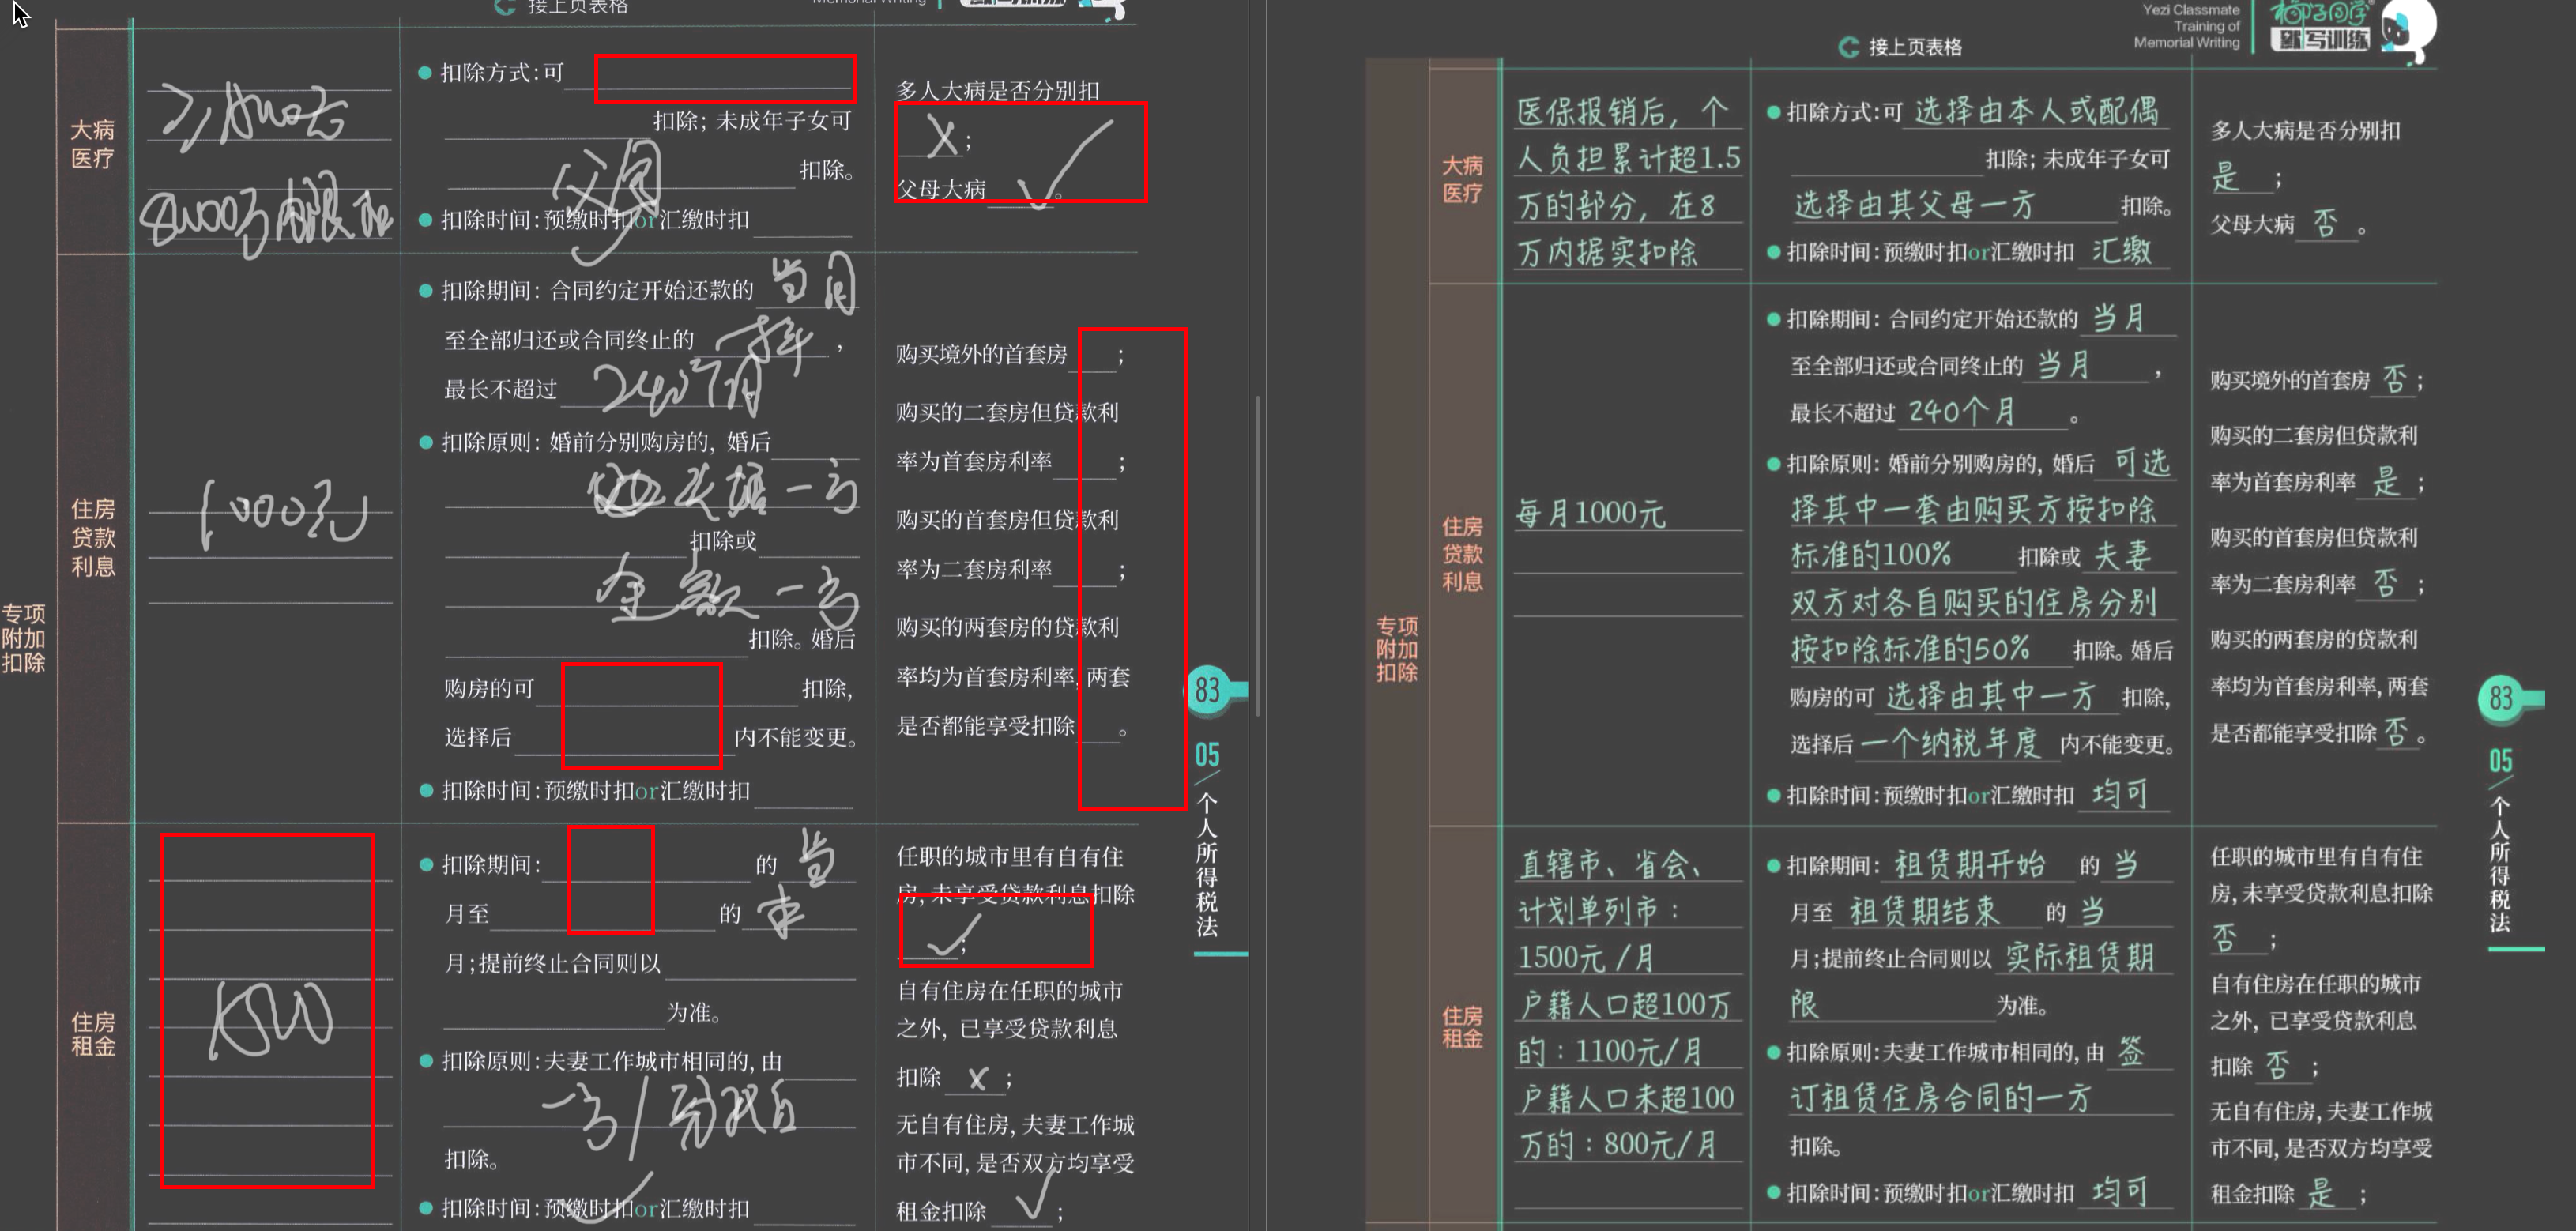 接上页表格
专项
附加
扣除
大病
医疗
扣除方式：可
扣除；未成年子女可
父母
扣除。
扣除时间：预缴时扣or汇缴时扣
多人大病是否分别扣
X；
父母大病 ✓。
住房
贷款
利息
1000元
扣除期间：合同约定开始还款的 当月
至全部归还或合同终止的
，
最长不超过 240个月
扣除原则：婚前分别购房的，婚后
一方
扣除或
全额一方
扣除。婚后
购房的可 扣除，
选择后 内不能变更。
扣除时间：预缴时扣or汇缴时扣
购买境外的首套房 ；
购买的二套房但贷款利
率为首套房利率 ；
购买的首套房但贷款利
率为二套房利率 ；
购买的两套房的贷款利
率均为首套房利率，两套
是否都能享受扣除 。
住房
租金
1500
扣除期间： 的 当
月至 的 末
月；提前终止合同则以
为准。
扣除原则：夫妻工作城市相同的，由
扣除。
扣除时间：预缴时扣or汇缴时扣
任职的城市里有自有住
房，未享受贷款利息扣除
✓；
自有住房在任职的城市
之外，已享受贷款利息
扣除 X；
无自有住房，夫妻工作城
市不同，是否双方均享受
租金扣除 ✓；
83
05
个人所得税法
Yezi Classmate
Training of
Memorial Writing
默写训练
接上页表格
专项
附加
扣除
大病
医疗
医保报销后，个
人负担累计超1.5
万的部分，在8
万内据实扣除
扣除方式：可 选择由本人或配偶
扣除；未成年子女可
选择由其父母一方 扣除。
扣除时间：预缴时扣or汇缴时扣 汇缴
多人大病是否分别扣
是；
父母大病 否。
住房
贷款
利息
每月1000元
扣除期间：合同约定开始还款的 当月
至全部归还或合同终止的 当月，
最长不超过 240个月。
扣除原则：婚前分别购房的，婚后 可选
择其中一套由购买方按扣除
标准的100% 扣除或 夫妻
双方对各自购买的住房分别
按扣除标准的50% 扣除。婚后
购房的可 选择由其中一方 扣除，
选择后 一个纳税年度 内不能变更。
扣除时间：预缴时扣or汇缴时扣 均可
购买境外的首套房 否；
购买的二套房但贷款利
率为首套房利率 是；
购买的首套房但贷款利
率为二套房利率 否；
购买的两套房的贷款利
率均为首套房利率，两套
是否都能享受扣除 否。
住房
租金
直辖市、省会、
计划单列市：
1500元/月
户籍人口超100万
的：1100元/月
户籍人口未超100
万的：800元/月
扣除期间：租赁期开始 的 当
月至 租赁期结束 的 当
月；提前终止合同则以 实际租赁期
限 为准。
扣除原则：夫妻工作城市相同的，由 签
订租赁住房合同的一方
扣除。
扣除时间：预缴时扣or汇缴时扣 均可
任职的城市里有自有住
房，未享受贷款利息扣除
否；
自有住房在任职的城市
之外，已享受贷款利息
扣除 否；
无自有住房，夫妻工作城
市不同，是否双方均享受
租金扣除 是；
83
05
个人所得税法